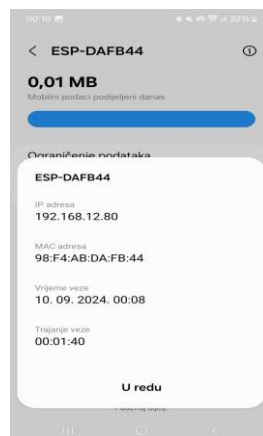 00:10
32%
ESP-DAFB44
0,01 MB
Mobilni podaci podijeljeni danas
Ograničenje podataka
ESP-DAFB44
IP adresa
192.168.12.80
MAC adresa
98:F4:AB:DA:FB:44
Vrijeme veze
10. 09. 2024. 00:08
Trajanje veze
00:01:40
U redu